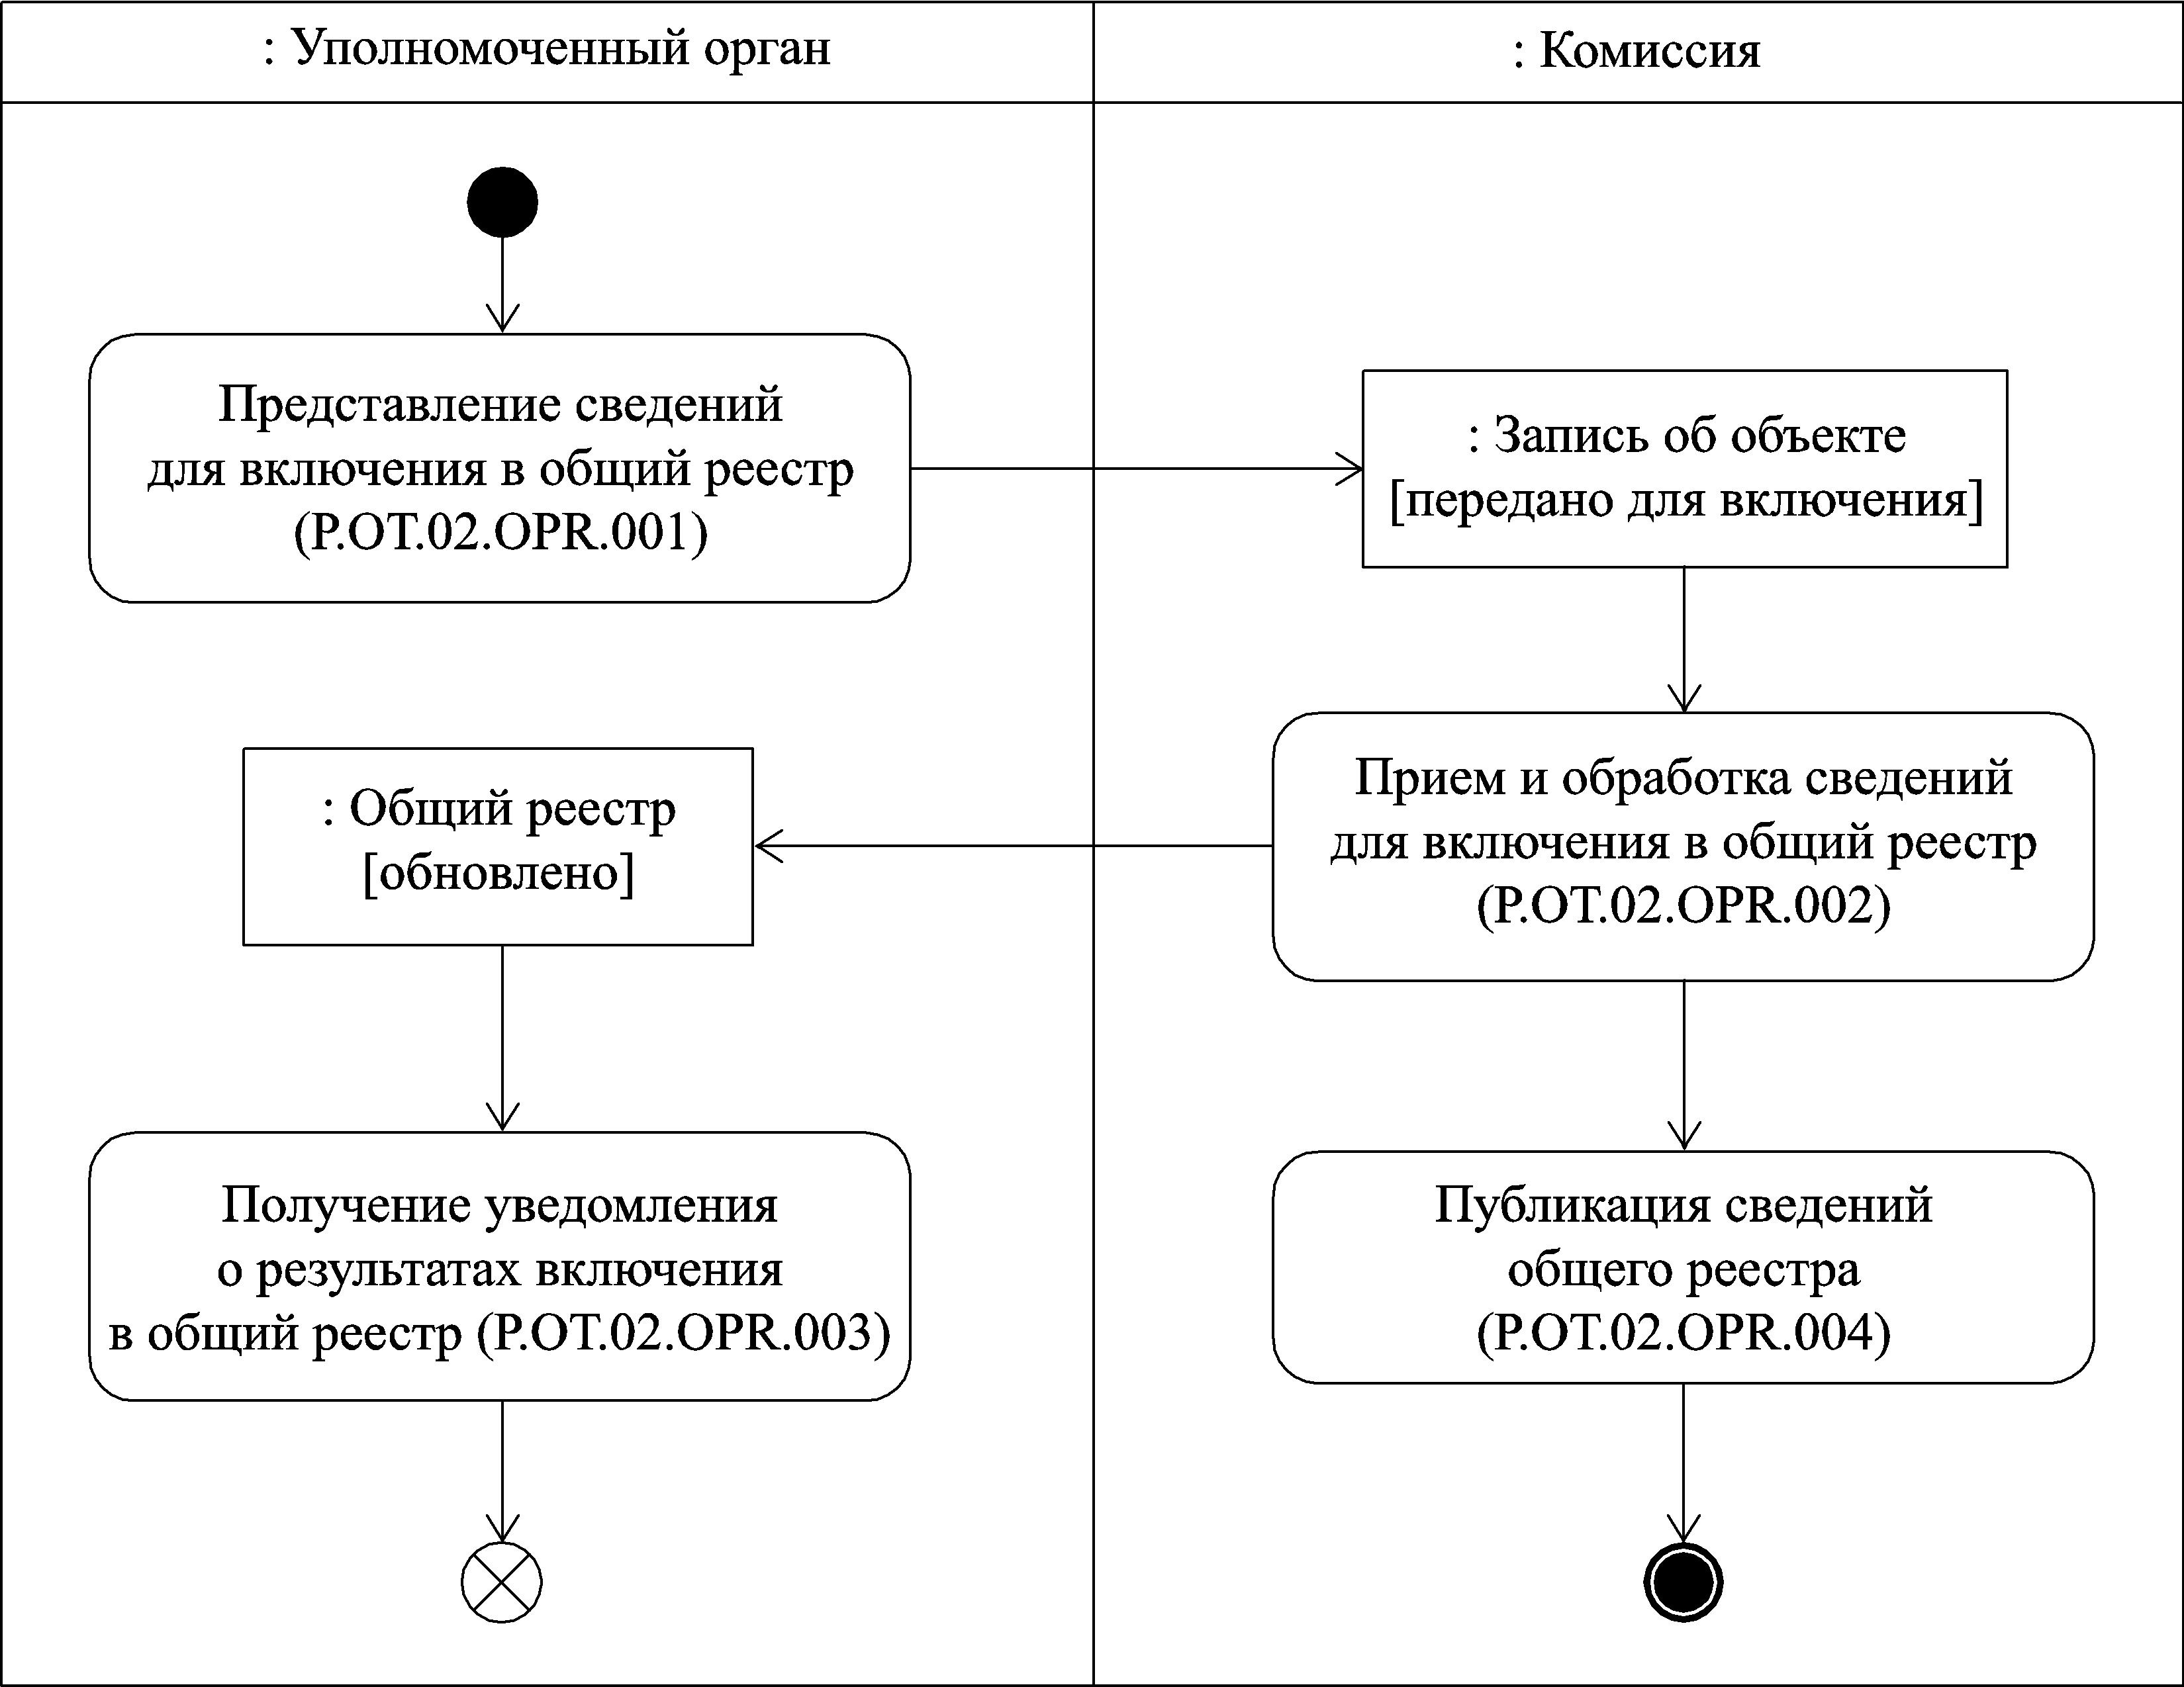 : Уполномоченный орган
: Комиссия
Представление сведений
для включения в общий реестр
(P.OT.02.OPR.001)
: Запись об объекте
[передано для включения]
Прием и обработка сведений
для включения в общий реестр
(P.OT.02.OPR.002)
: Общий реестр
[обновлено]
Получение уведомления
о результатах включения
в общий реестр (P.OT.02.OPR.003)
Публикация сведений
общего реестра
(P.OT.02.OPR.004)